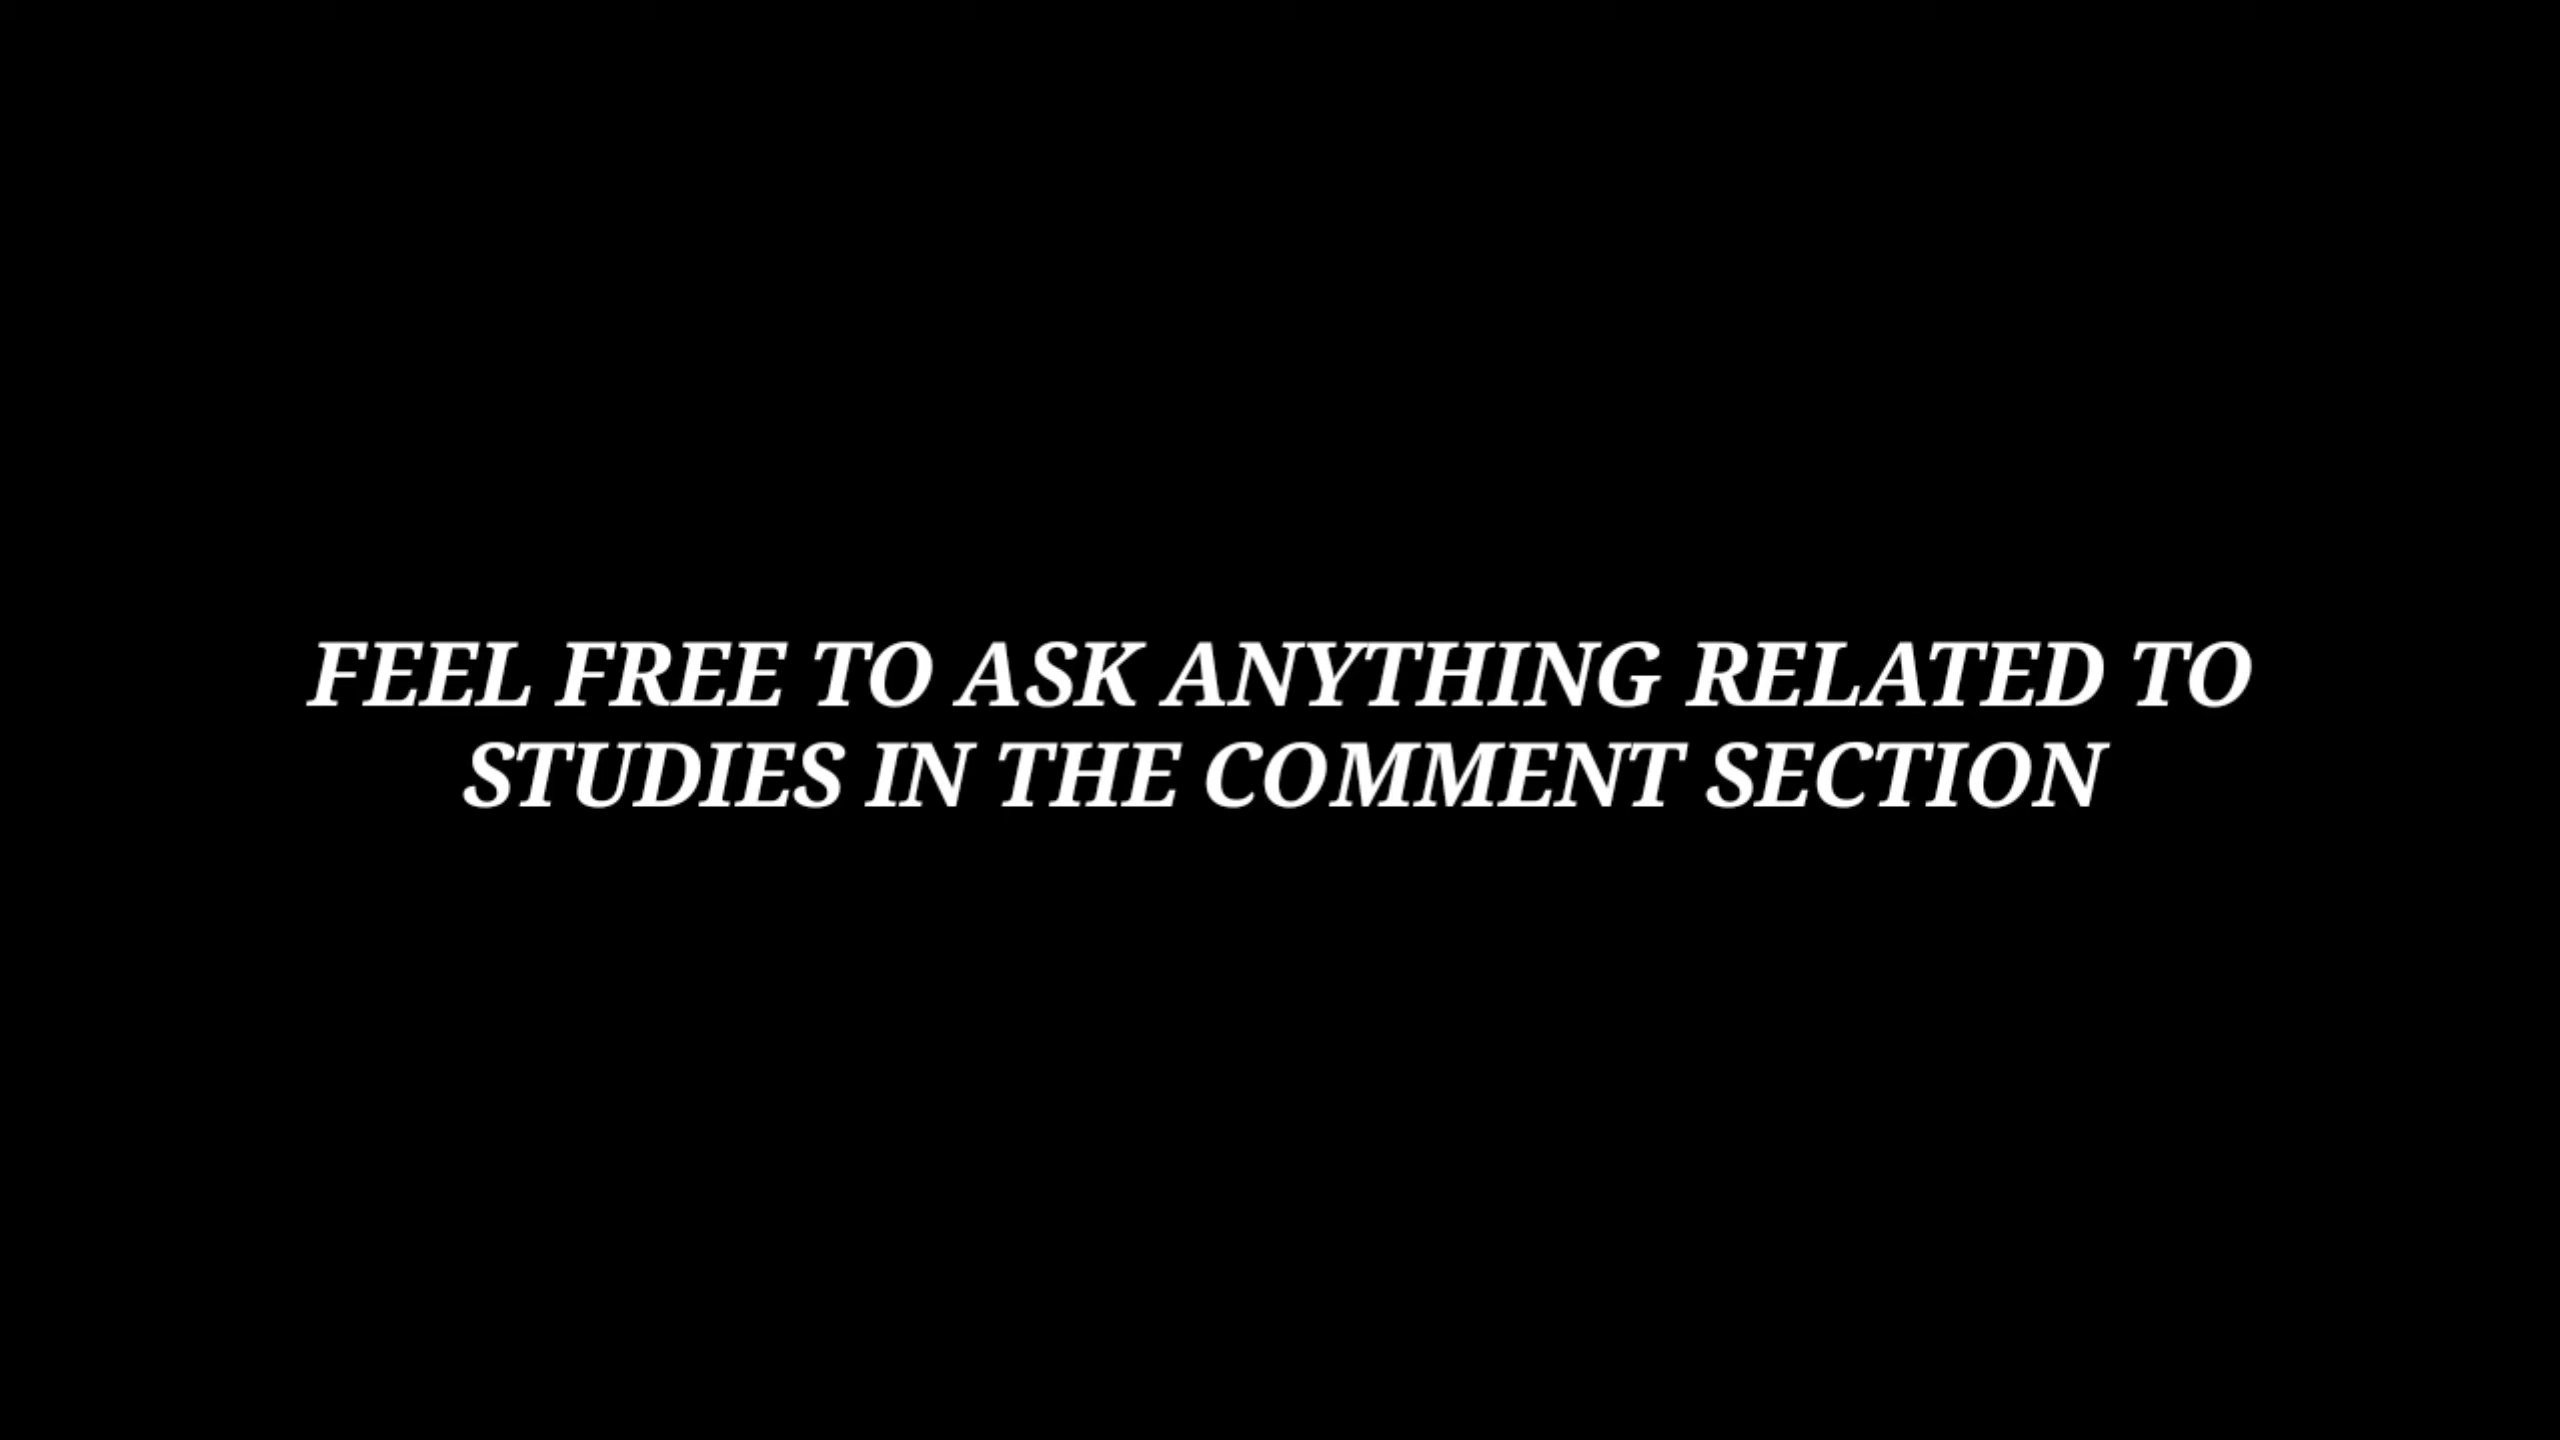 FEEL FREE TO ASK ANYTHING RELATED TO
STUDIES IN THE COMMENT SECTION